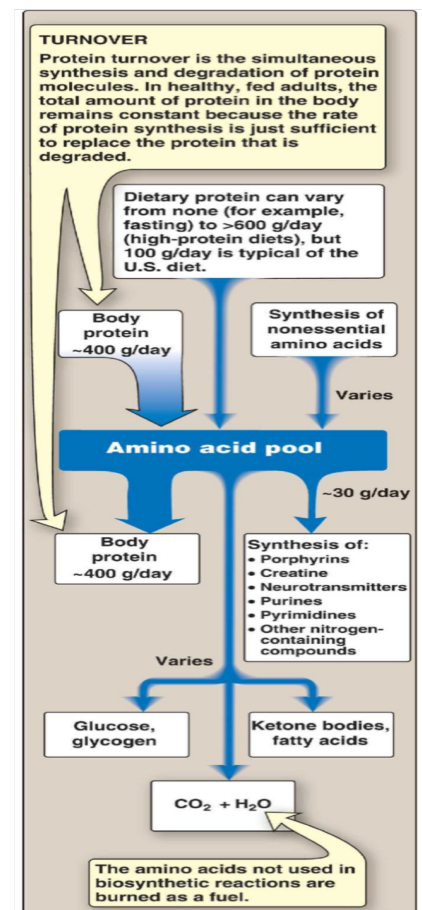 TURNOVER
Protein turnover is the simultaneous
synthesis and degradation of protein
molecules. In healthy, fed adults, the
total amount of protein in the body
remains constant because the rate
of protein synthesis is just sufficient
to replace the protein that is
degraded.
Dietary protein can vary
from none (for example,
fasting) to >600 g/day
(high-protein diets), but
100 g/day is typical of the
U.S. diet.
Body
protein
~400 g/day
Synthesis of
nonessential
amino acids
Varies
Amino acid pool
~30 g/day
Body
protein
~400 g/day
Synthesis of:
• Porphyrins
• Creatine
• Neurotransmitters
• Purines
• Pyrimidines
• Other nitrogen-
containing
compounds
Varies
Glucose,
glycogen
Ketone bodies,
fatty acids
CO₂ + H₂O
The amino acids not used in
biosynthetic reactions are
burned as a fuel.